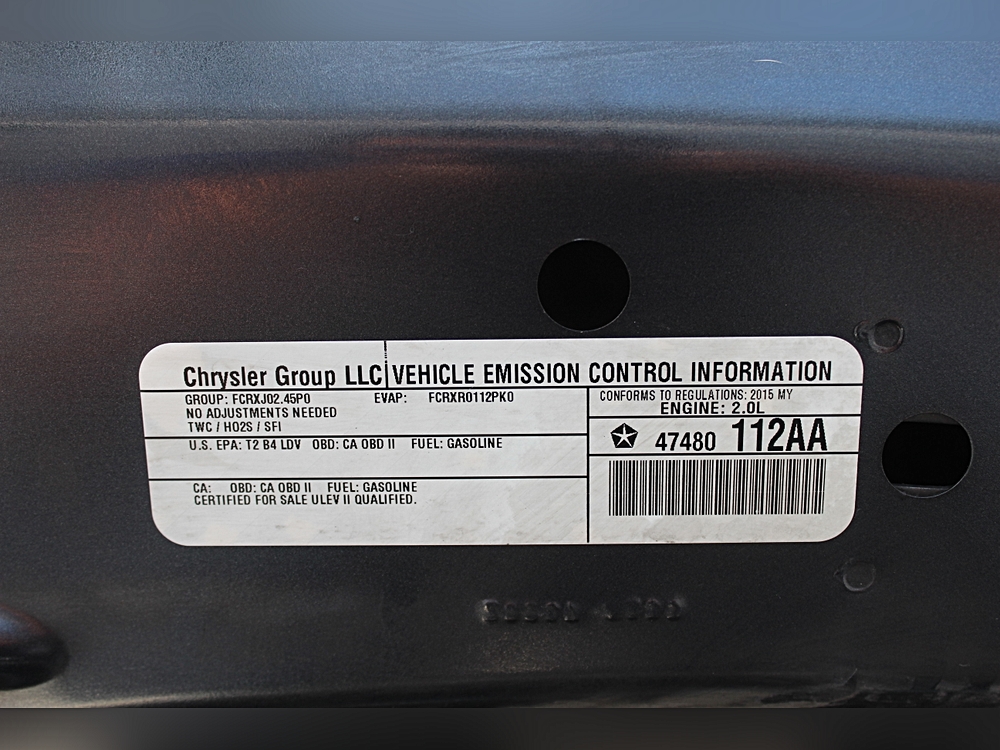 Chrysler Group LLC VEHICLE EMISSION CONTROL INFORMATION
GROUP: FCRXJ02.45P0 EVAP: FCRXR0112PK0
NO ADJUSTMENTS NEEDED
TWC / HO2S / SFI
U.S. EPA: T2 B4 LDV OBD: CA OBD II FUEL: GASOLINE
CA: OBD: CA OBD II FUEL: GASOLINE
CERTIFIED FOR SALE ULEV II QUALIFIED.
CONFORMS TO REGULATIONS: 2015 MY
ENGINE: 2.0L
47480 112AA